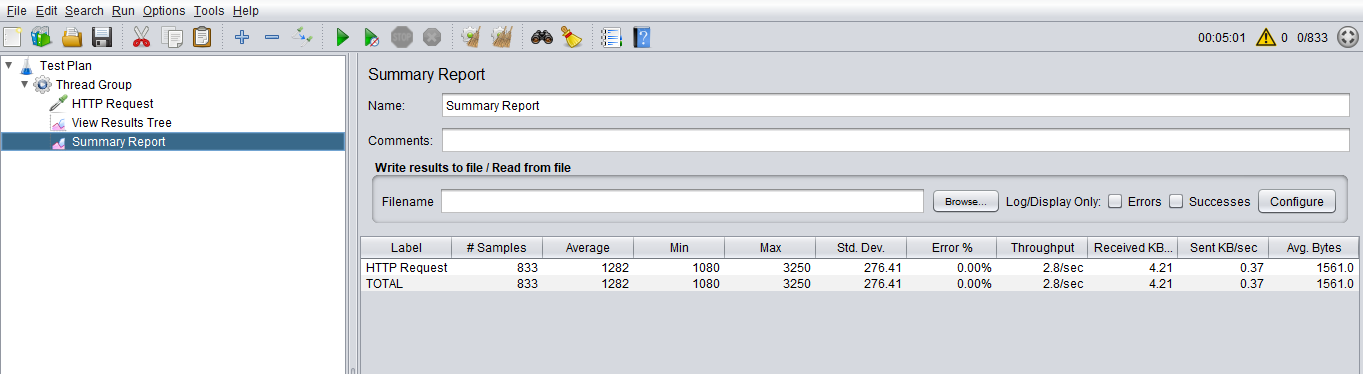 File Edit Search Run Options Tools Help
STOP
?
00:05:01 ! 0 0/833
Test Plan
Thread Group
HTTP Request
View Results Tree
Summary Report
Summary Report
Name: Summary Report
Comments:
Write results to file / Read from file
Filename Browse... Log/Display Only: Errors Successes Configure
Label # Samples Average Min Max Std. Dev. Error % Throughput Received KB... Sent KB/sec Avg. Bytes
HTTP Request 833 1282 1080 3250 276.41 0.00% 2.8/sec 4.21 0.37 1561.0
TOTAL 833 1282 1080 3250 276.41 0.00% 2.8/sec 4.21 0.37 1561.0